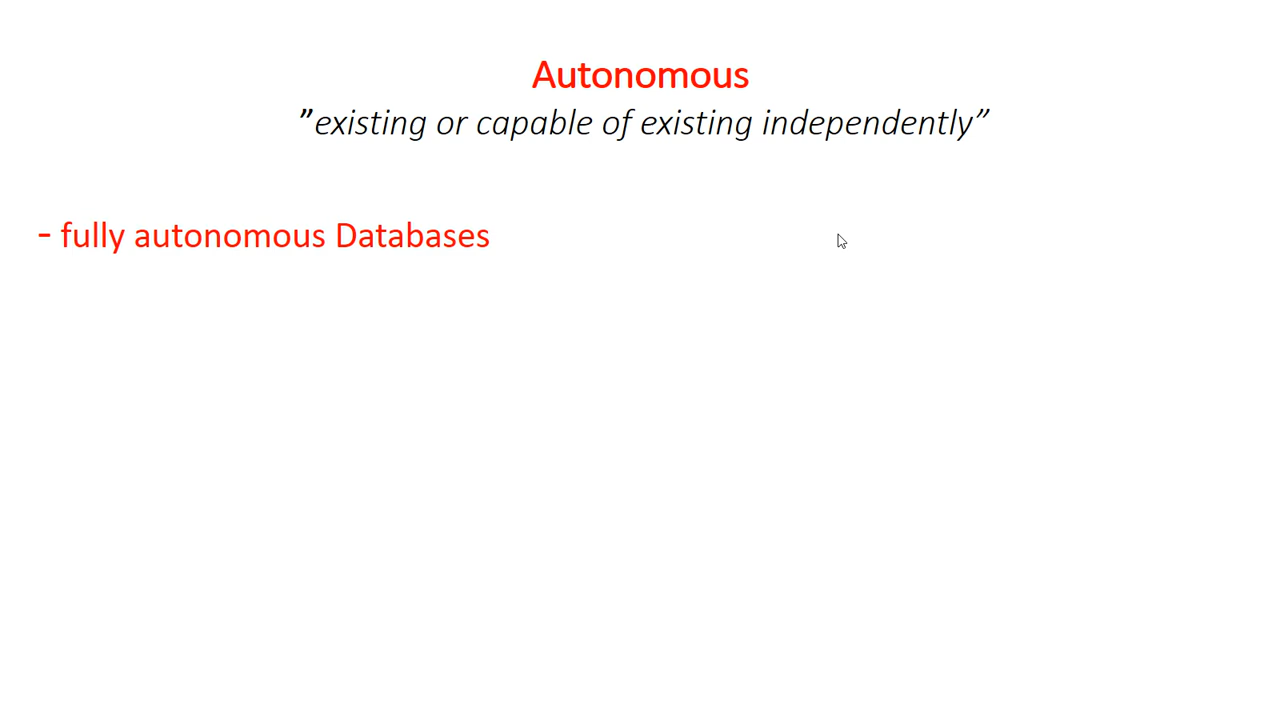 Autonomous
”existing or capable of existing independently”
- fully autonomous Databases